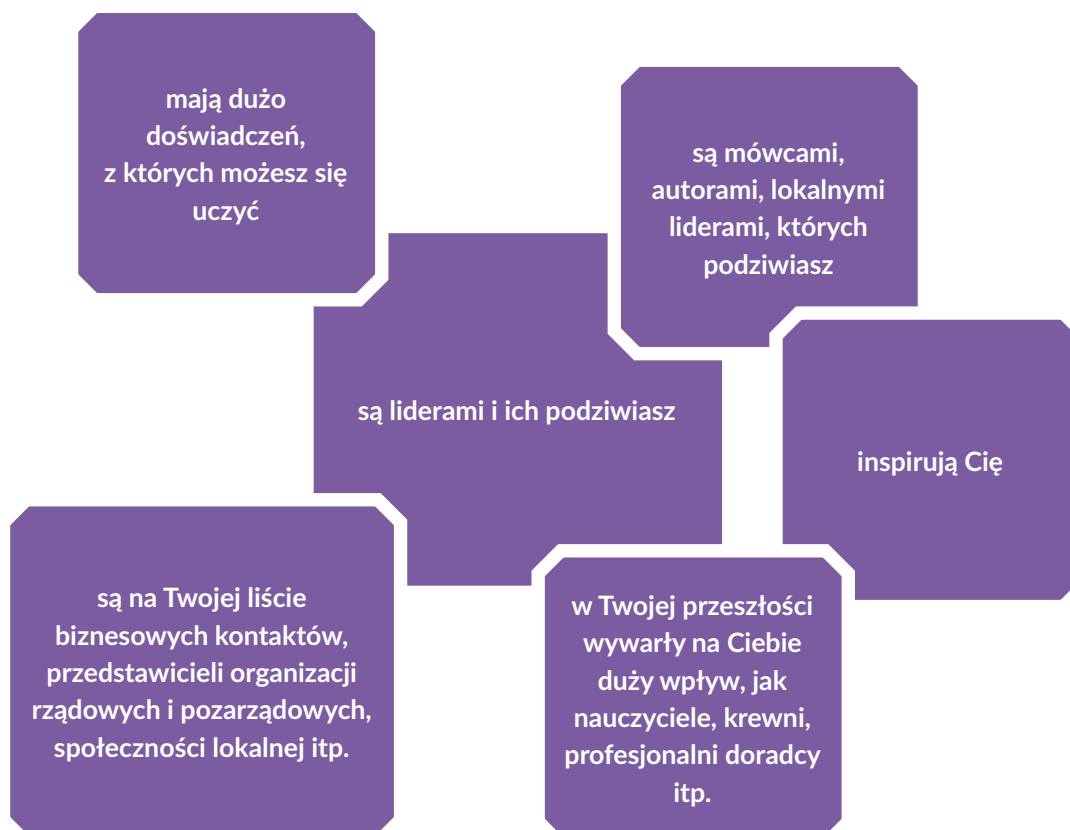 mają dużo
doświadczeń,
z których możesz się
uczyć
są mówcami,
autorami, lokalnymi
liderami, których
podziwiasz
są liderami i ich podziwiasz
inspirują Cię
są na Twojej liście
biznesowych kontaktów,
przedstawicieli organizacji
rządowych i pozarządowych,
społeczności lokalnej itp.
w Twojej przeszłości
wywarły na Ciebie
duży wpływ, jak
nauczyciele, krewni,
profesjonalni doradcy
itp.